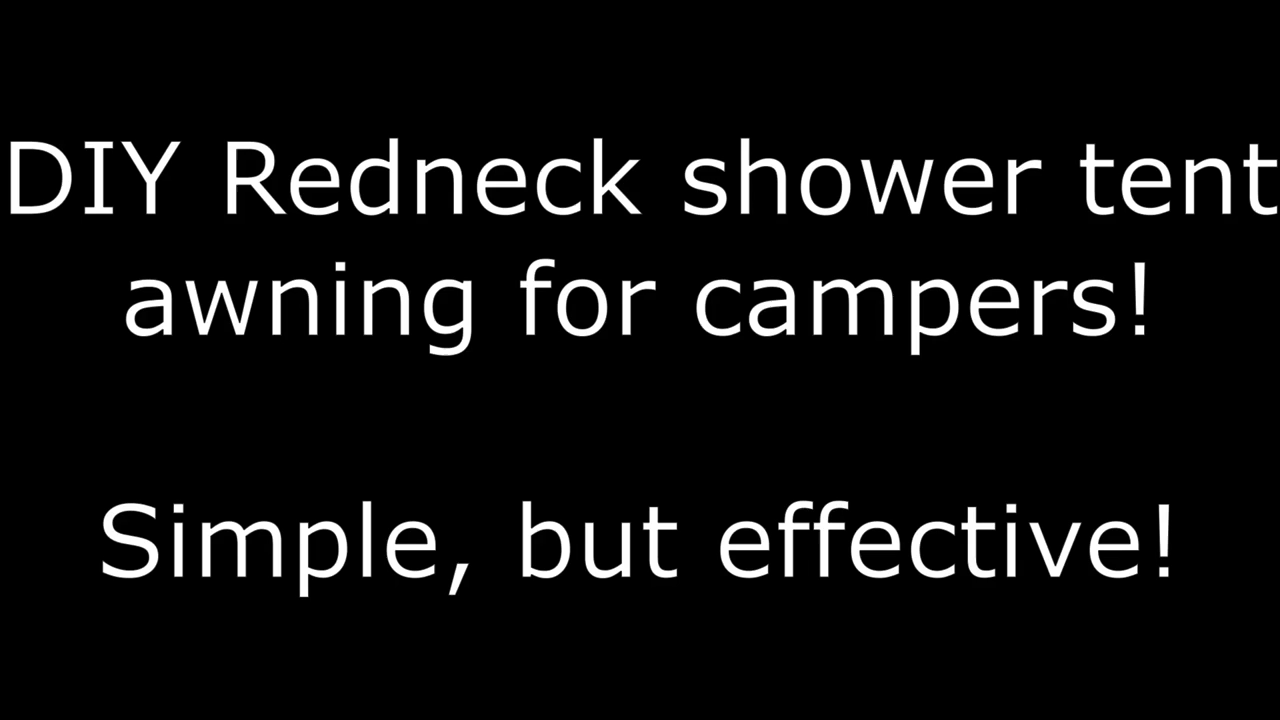 DIY Redneck shower tent
awning for campers!
Simple, but effective!